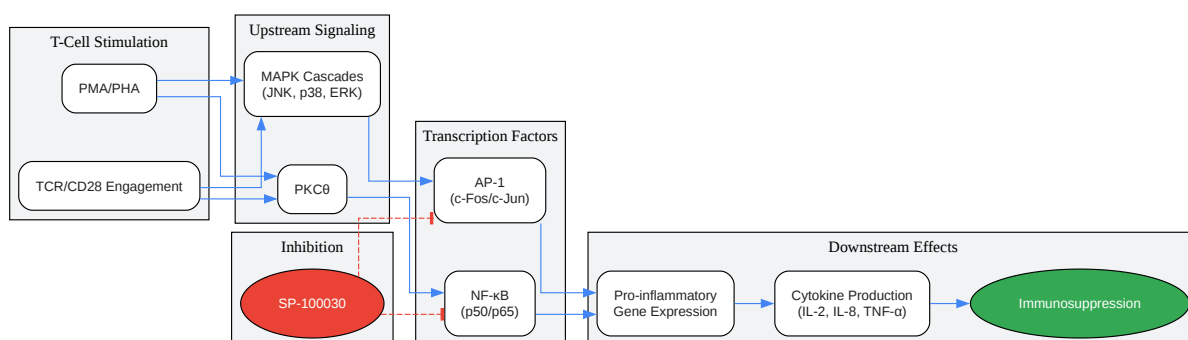 T-Cell Stimulation
PMA/PHA
TCR/CD28 Engagement
Upstream Signaling
MAPK Cascades
(JNK, p38, ERK)
PKCθ
Inhibition
SP-100030
Transcription Factors
AP-1
(c-Fos/c-Jun)
NF-κB
(p50/p65)
Downstream Effects
Pro-inflammatory
Gene Expression
Cytokine Production
(IL-2, IL-8, TNF-α)
Immunosuppression